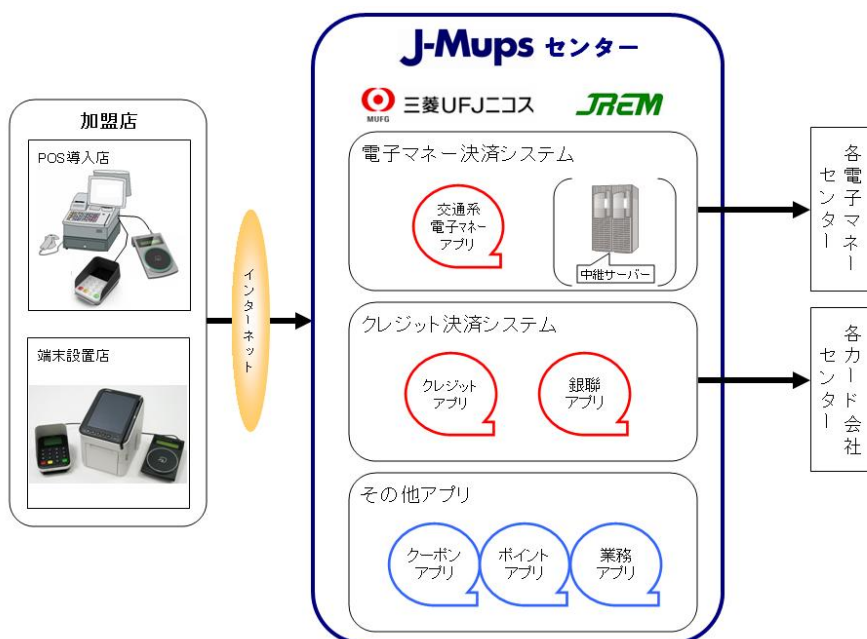 加盟店
POS導入店
端末設置店
インターネット
J-Mups センター
MUFG
三菱UFJニコス
JREM
電子マネー決済システム
交通系
電子マネー
アプリ
中継サーバー
クレジット決済システム
クレジット
アプリ
銀聯
アプリ
その他アプリ
クーポン
アプリ
ポイント
アプリ
業務
アプリ
各電子マネー
センター
各カード会社
センター